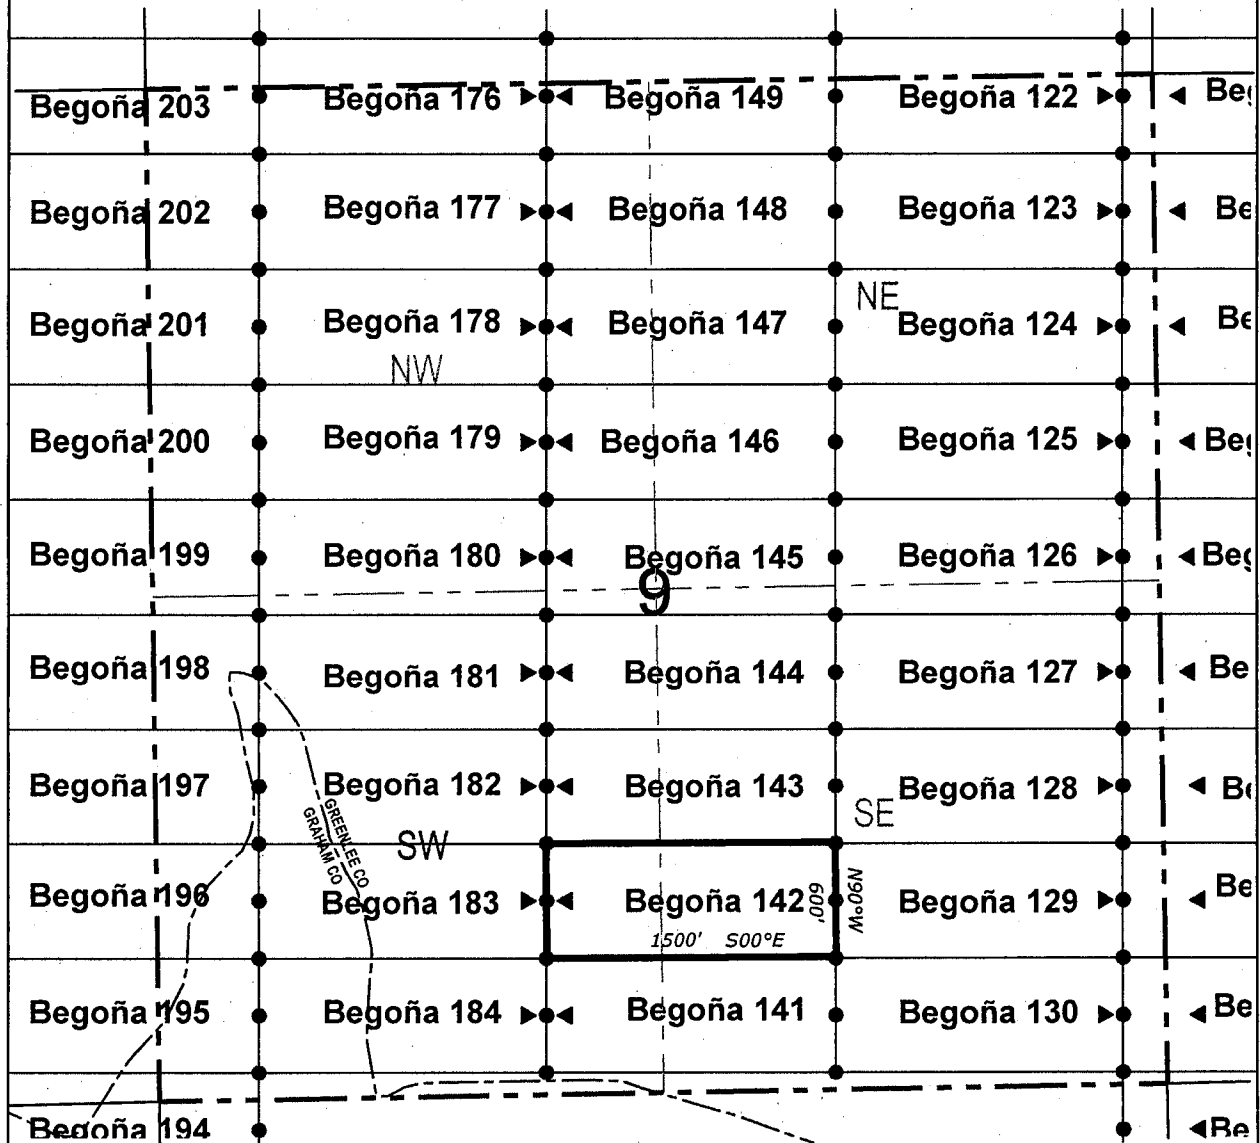 Begoña 203 Begoña 176 Begoña 149 Begoña 122
Begoña 202 Begoña 177 Begoña 148 Begoña 123
NE
Begoña 201 Begoña 178 Begoña 147 Begoña 124
NW
Begoña 200 Begoña 179 Begoña 146 Begoña 125
Begoña 199 Begoña 180 Begoña 145 Begoña 126
9
Begoña 198 Begoña 181 Begoña 144 Begoña 127
Begoña 197 Begoña 182 Begoña 143 Begoña 128
SE
GREENLEE CO
GRAHAM CO
SW
Begoña 196 Begoña 183 Begoña 142 Begoña 129
600'
N90°W
1500' S00°E
Begoña 195 Begoña 184 Begoña 141 Begoña 130
Begoña 194